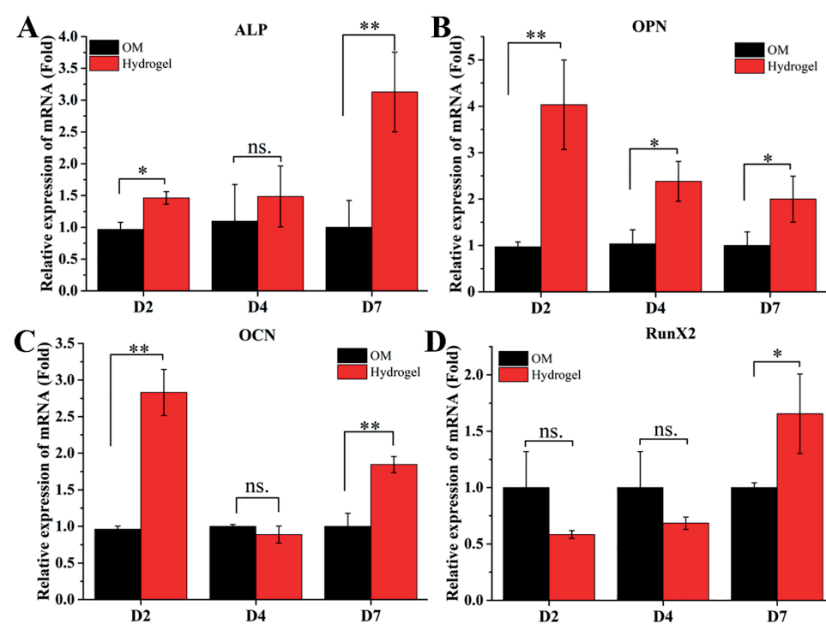 A
ALP
Relative expression of mRNA (Fold)
4.0
3.5
3.0
2.5
2.0
1.5
1.0
0.5
0.0
OM
Hydrogel
*
ns.
**
D2
D4
D7
B
OPN
Relative expression of mRNA (Fold)
5
4
2
1
0
OM
Hydrogel
**
*
*
D2
D4
D7
C
OCN
Relative expression of mRNA (Fold)
3.5
3.0
2.5
2.0
1.5
1.0
0.5
0.0
OM
Hydrogel
**
ns.
**
D2
D4
D7
D
RunX2
Relative expression of mRNA (Fold)
2.0
1.5
1.0
0.5
0.0
OM
Hydrogel
ns.
ns.
*
D2
D4
D7